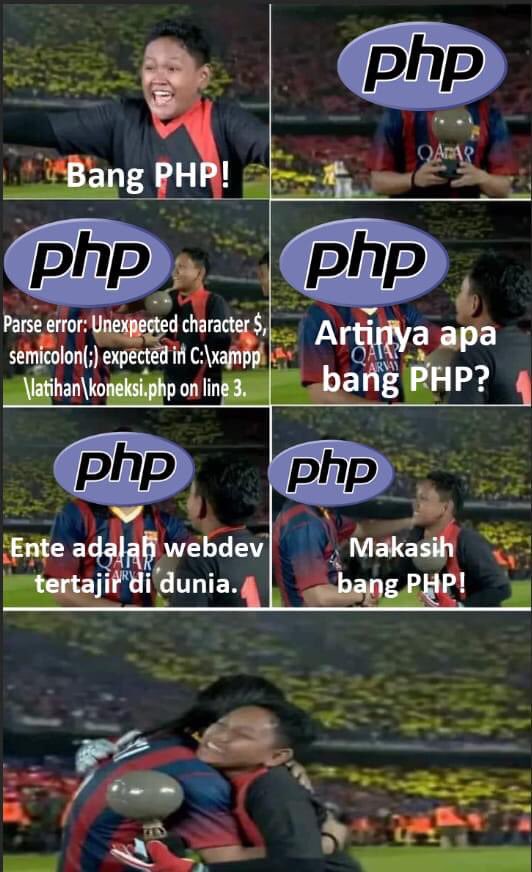 Bang PHP!
php
QATAR
php
Parse error: Unexpected character $,
semicolon(;) expected in C:\xampp
\latihan\koneksi.php on line 3.
php
Artinya apa
bang PHP?
php
Ente adalah webdev
tertajir di dunia.
php
Makasih
bang PHP!